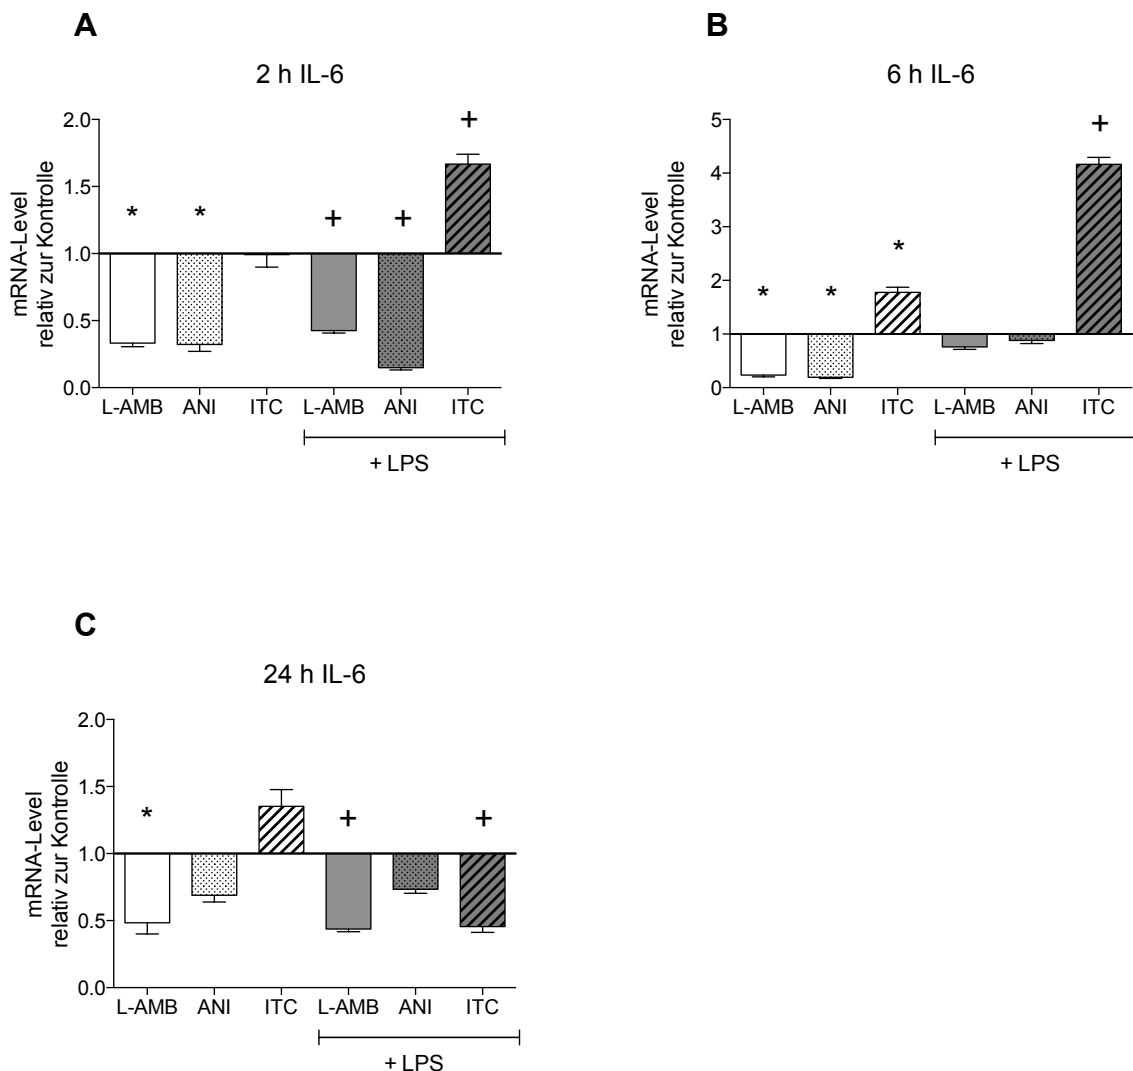 A
2 h IL-6
mRNA-Level
relativ zur Kontrolle
2.0
1.5
1.0
0.5
0.0
* * + + +
L-AMB ANI ITC L-AMB ANI ITC
+ LPS
B
6 h IL-6
mRNA-Level
relativ zur Kontrolle
5
4
3
2
1
0
* * * +
L-AMB ANI ITC L-AMB ANI ITC
+ LPS
C
24 h IL-6
mRNA-Level
relativ zur Kontrolle
2.0
1.5
1.0
0.5
0.0
* + +
L-AMB ANI ITC L-AMB ANI ITC
+ LPS